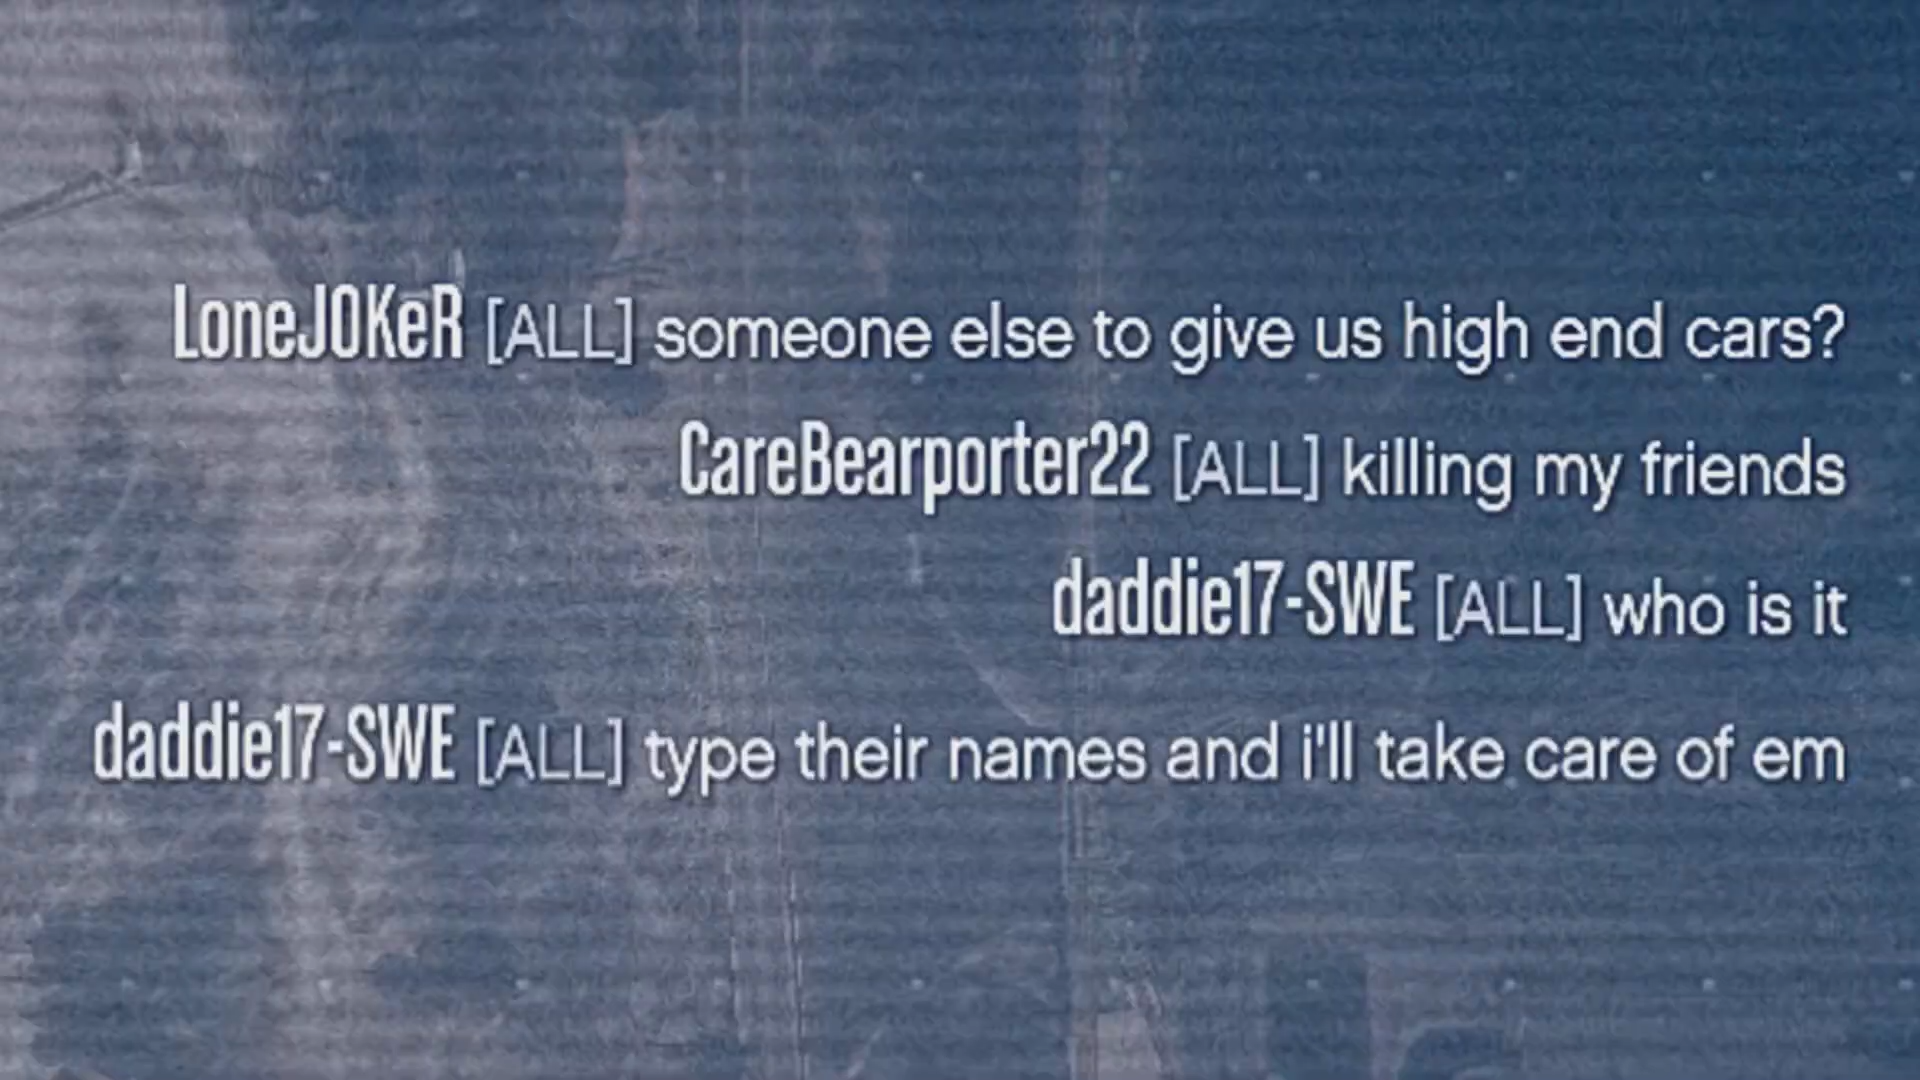 LoneJOKeR [ALL] someone else to give us high end cars?
CareBearporter22 [ALL] killing my friends
daddie17-SWE [ALL] who is it
daddie17-SWE [ALL] type their names and i'll take care of em